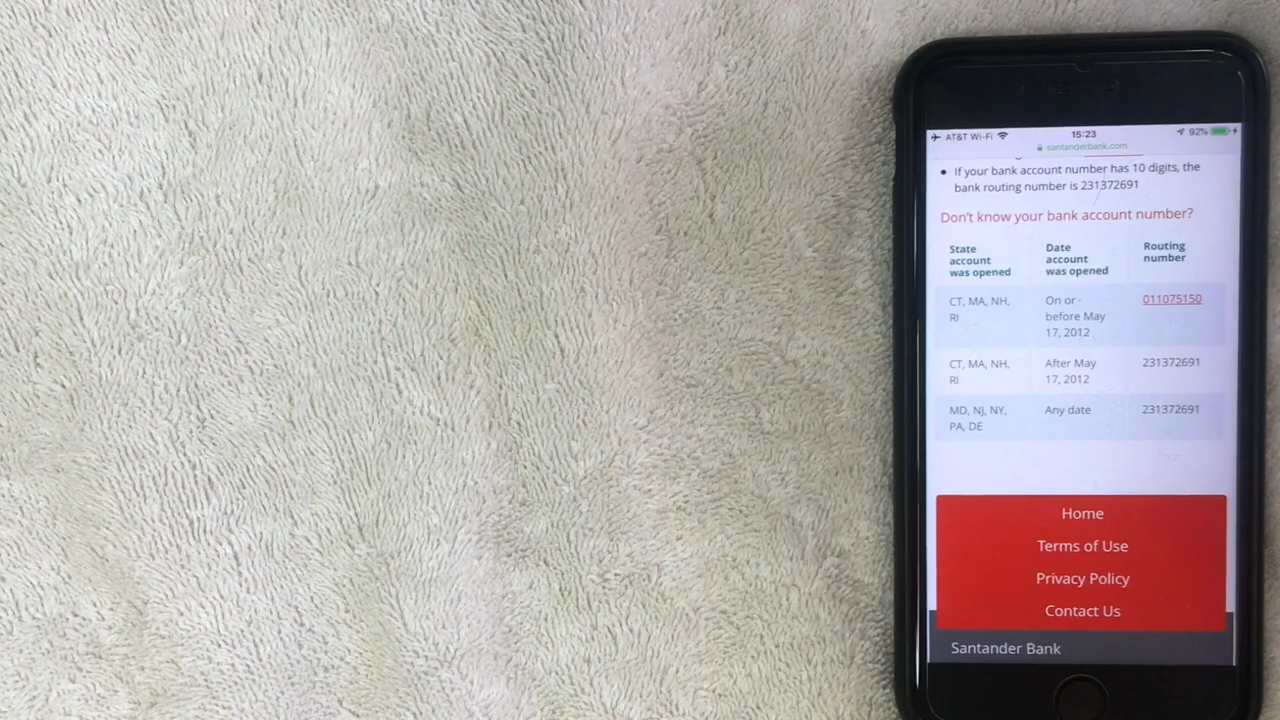 AT&T Wi-Fi 15:23 92%
santanderbank.com
If your bank account number has 10 digits, the
bank routing number is 231372691
Don't know your bank account number?
State
account
was opened
Date
account
was opened
Routing
number
CT, MA, NH,
RI
On or
before May
17, 2012
011075150
CT, MA, NH,
RI
After May
17, 2012
231372691
MD, NJ, NY,
PA, DE
Any date
231372691
Home
Terms of Use
Privacy Policy
Contact Us
Santander Bank